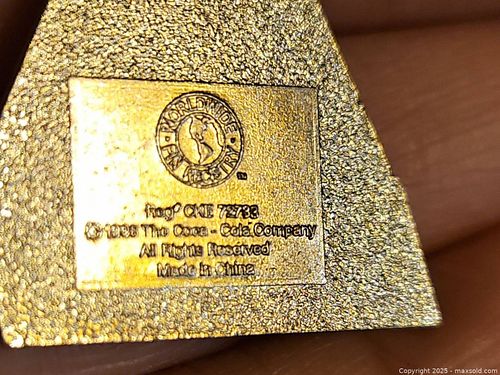 WORLDWIDE
PIN REGISTRY
TM
Reg# CKE 72733
© 1998 The Coca - Cola Company
All Rights Reserved
Made in China
Copyright 2025 - maxsold.com